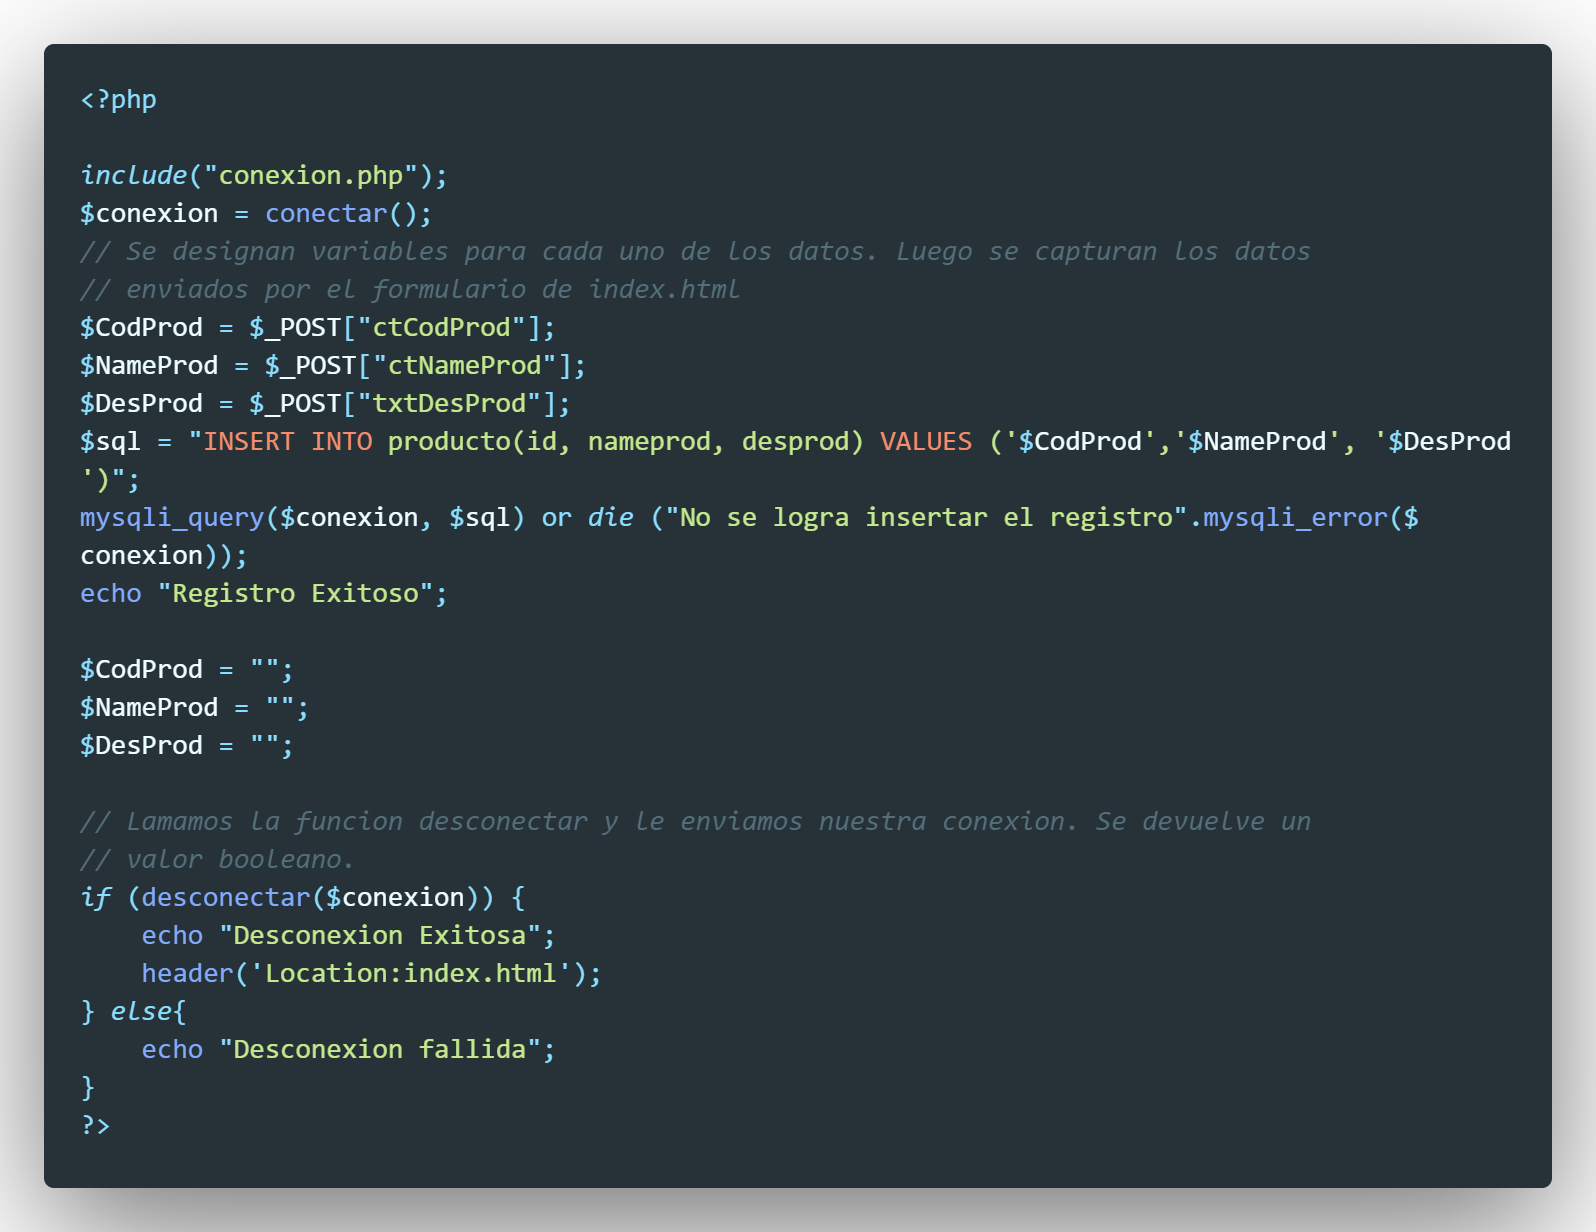 <?php

include("conexion.php");
$conexion = conectar();
// Se designan variables para cada uno de los datos. Luego se capturan los datos
// enviados por el formulario de index.html
$CodProd = $_POST["ctCodProd"];
$NameProd = $_POST["ctNameProd"];
$DesProd = $_POST["txtDesProd"];
$sql = "INSERT INTO producto(id, nameprod, desprod) VALUES ('$CodProd','$NameProd', '$DesProd
')";
mysqli_query($conexion, $sql) or die ("No se logra insertar el registro".mysqli_error($
conexion));
echo "Registro Exitoso";

$CodProd = "";
$NameProd = "";
$DesProd = "";

// Lamamos la funcion desconectar y le enviamos nuestra conexion. Se devuelve un
// valor booleano.
if (desconectar($conexion)) {
    echo "Desconexion Exitosa";
    header('Location:index.html');
} else{
    echo "Desconexion fallida";
}
?>